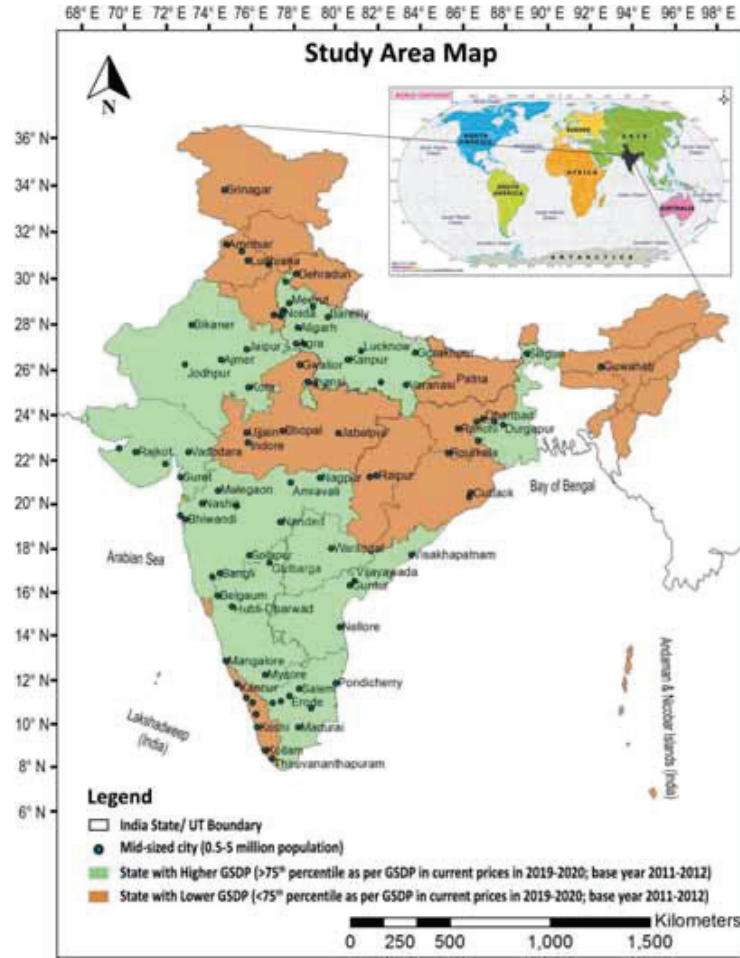 68° E 70° E 72° E 74° E 76° E 78° E 80° E 82° E 84° E 86° E 88° E 90° E 92° E 94° E 96° E 98° E
Study Area Map
N
NORTH AMERICA
EUROPE
ASIA
AFRICA
SOUTH AMERICA
AUSTRALIA
ANTARCTICA
36° N
34° N
32° N
30° N
28° N
26° N
24° N
22° N
20° N
18° N
16° N
14° N
12° N
10° N
8° N
6° N
Srinagar
Amritsar
Ludhiana
Dehradun
Meerut
Noida
Bareilly
Bikaner
Aligarh
Jaipur
Agra
Lucknow
Gorakhpur
Ajmer
Gwalior
Kanpur
Jodhpur
Guwahati
Kota
Jhansi
Varanasi
Patna
Dhanbad
Ujjain
Bhopal
Jabalpur
Ranchi
Durgapur
Indore
Rajkot
Vadodara
Rourkela
Surat
Nagpur
Raipur
Malegaon
Amravati
Cuttack
Nashik
Bay of Bengal
Bhiwandi
Nanded
Arabian Sea
Solapur
Warangal
Visakhapatnam
Gulbarga
Sangli
Vijayawada
Guntur
Belgaum
Hubli-Dharwad
Nellore
Mangalore
Mysore
Pondicherry
Kannur
Salem
Erode
Lakshadweep
(India)
Kochi
Madurai
Kollam
Thiruvananthapuram
Andaman & Nicobar Islands (India)
Legend
India State/ UT Boundary
Mid-sized city (0.5-5 million population)
State with Higher GSDP (>75th percentile as per GSDP in current prices in 2019-2020; base year 2011-2012)
State with Lower GSDP (<75th percentile as per GSDP in current prices in 2019-2020; base year 2011-2012)
Kilometers
0 250 500 1,000 1,500